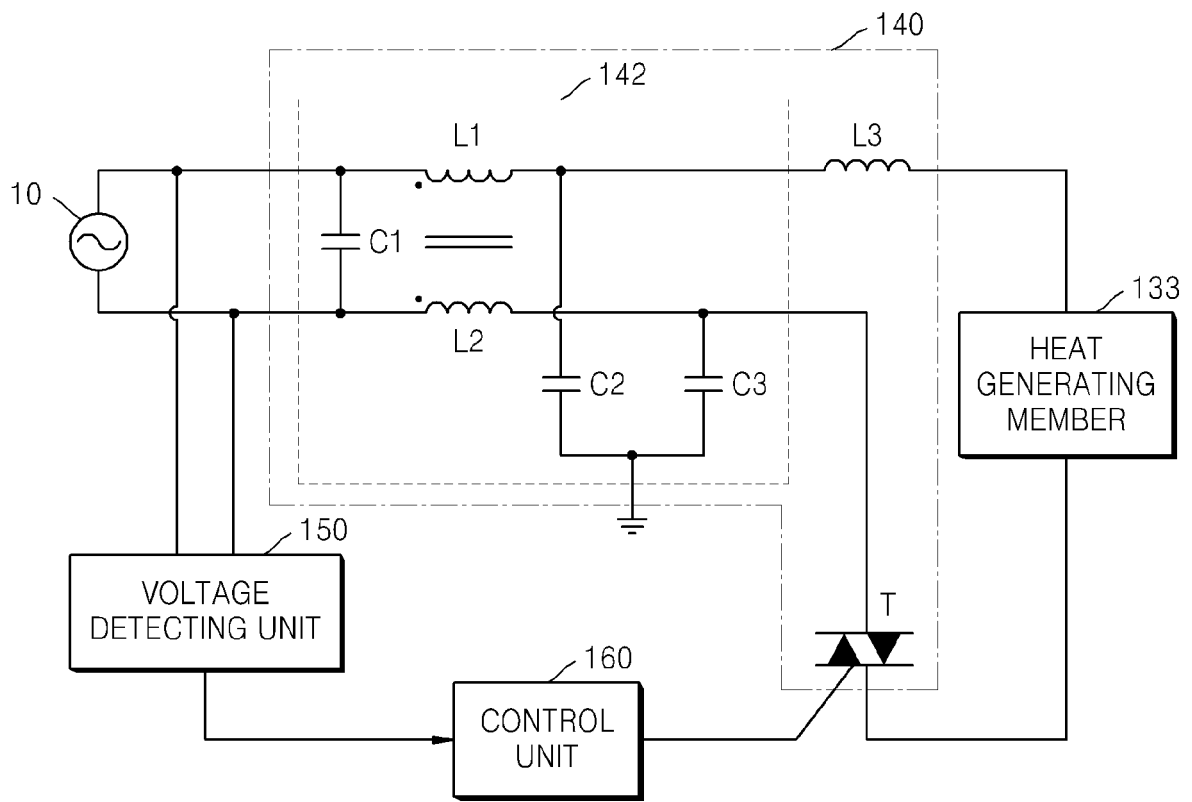 140
142
L1
L3
10
C1
133
L2
HEAT
GENERATING
MEMBER
C2
C3
150
VOLTAGE
DETECTING UNIT
T
160
CONTROL
UNIT